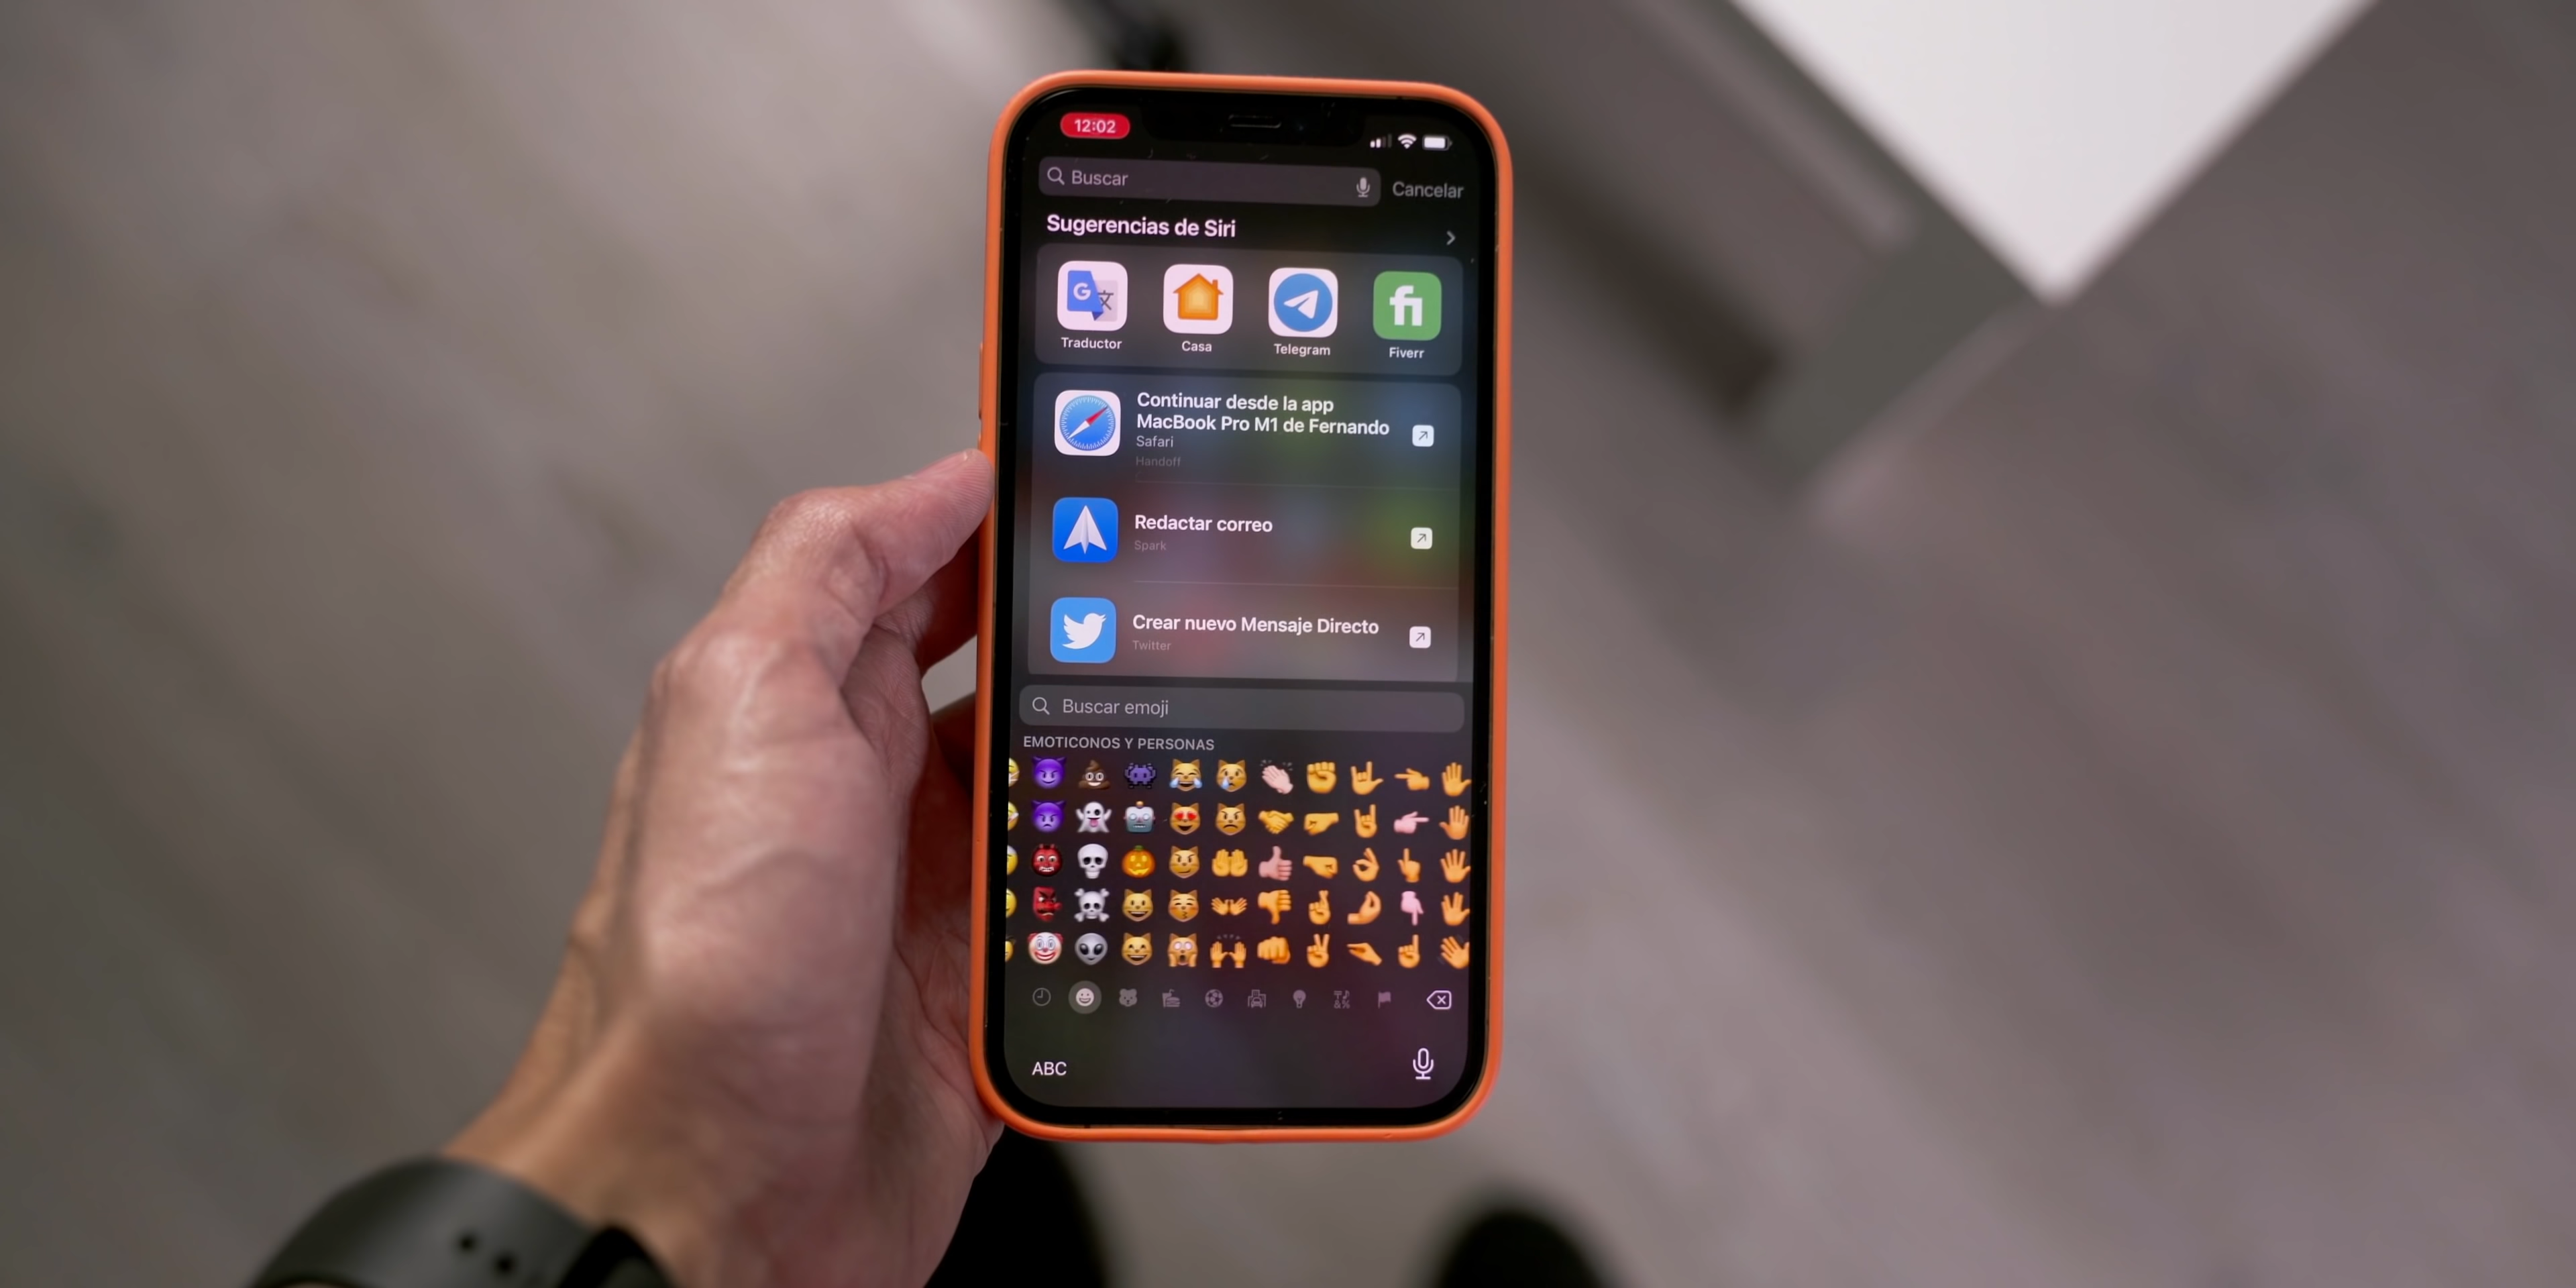 12:02
Buscar
Cancelar
Sugerencias de Siri
Traductor
Casa
Telegram
Fiverr
Continuar desde la app
MacBook Pro M1 de Fernando
Safari
Handoff
Redactar correo
Spark
Crear nuevo Mensaje Directo
Twitter
Buscar emoji
EMOTICONOS Y PERSONAS
ABC